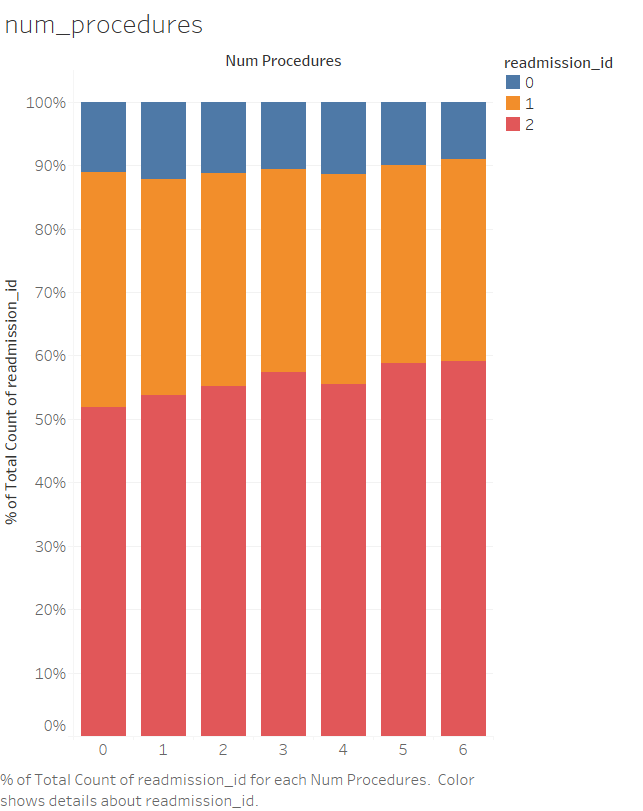 num_procedures
Num Procedures
readmission_id
0
1
2
% of Total Count of readmission_id
100%
90%
80%
70%
60%
50%
40%
30%
20%
10%
0%
0 1 2 3 4 5 6
% of Total Count of readmission_id for each Num Procedures. Color
shows details about readmission_id.